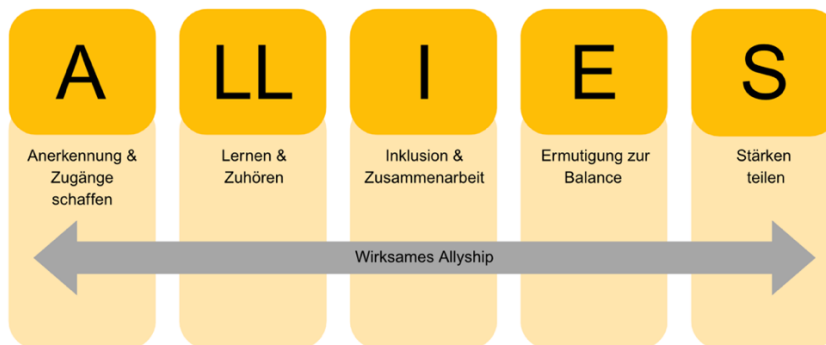 A
LL
I
E
S
Anerkennung &
Zugänge
schaffen
Lernen &
Zuhören
Inklusion &
Zusammenarbeit
Ermutigung zur
Balance
Stärken
teilen
Wirksames Allyship